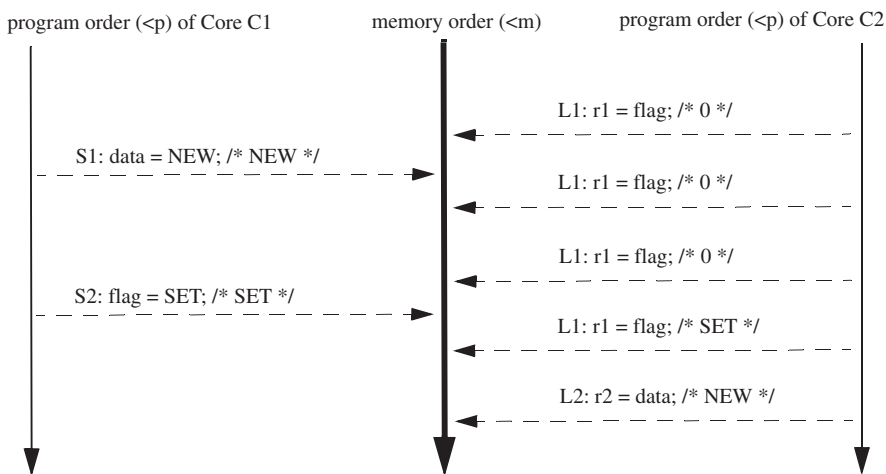 program order (<p) of Core C1 memory order (<m) program order (<p) of Core C2
L1: r1 = flag; /* 0 */
S1: data = NEW; /* NEW */
L1: r1 = flag; /* 0 */
L1: r1 = flag; /* 0 */
S2: flag = SET; /* SET */
L1: r1 = flag; /* SET */
L2: r2 = data; /* NEW */